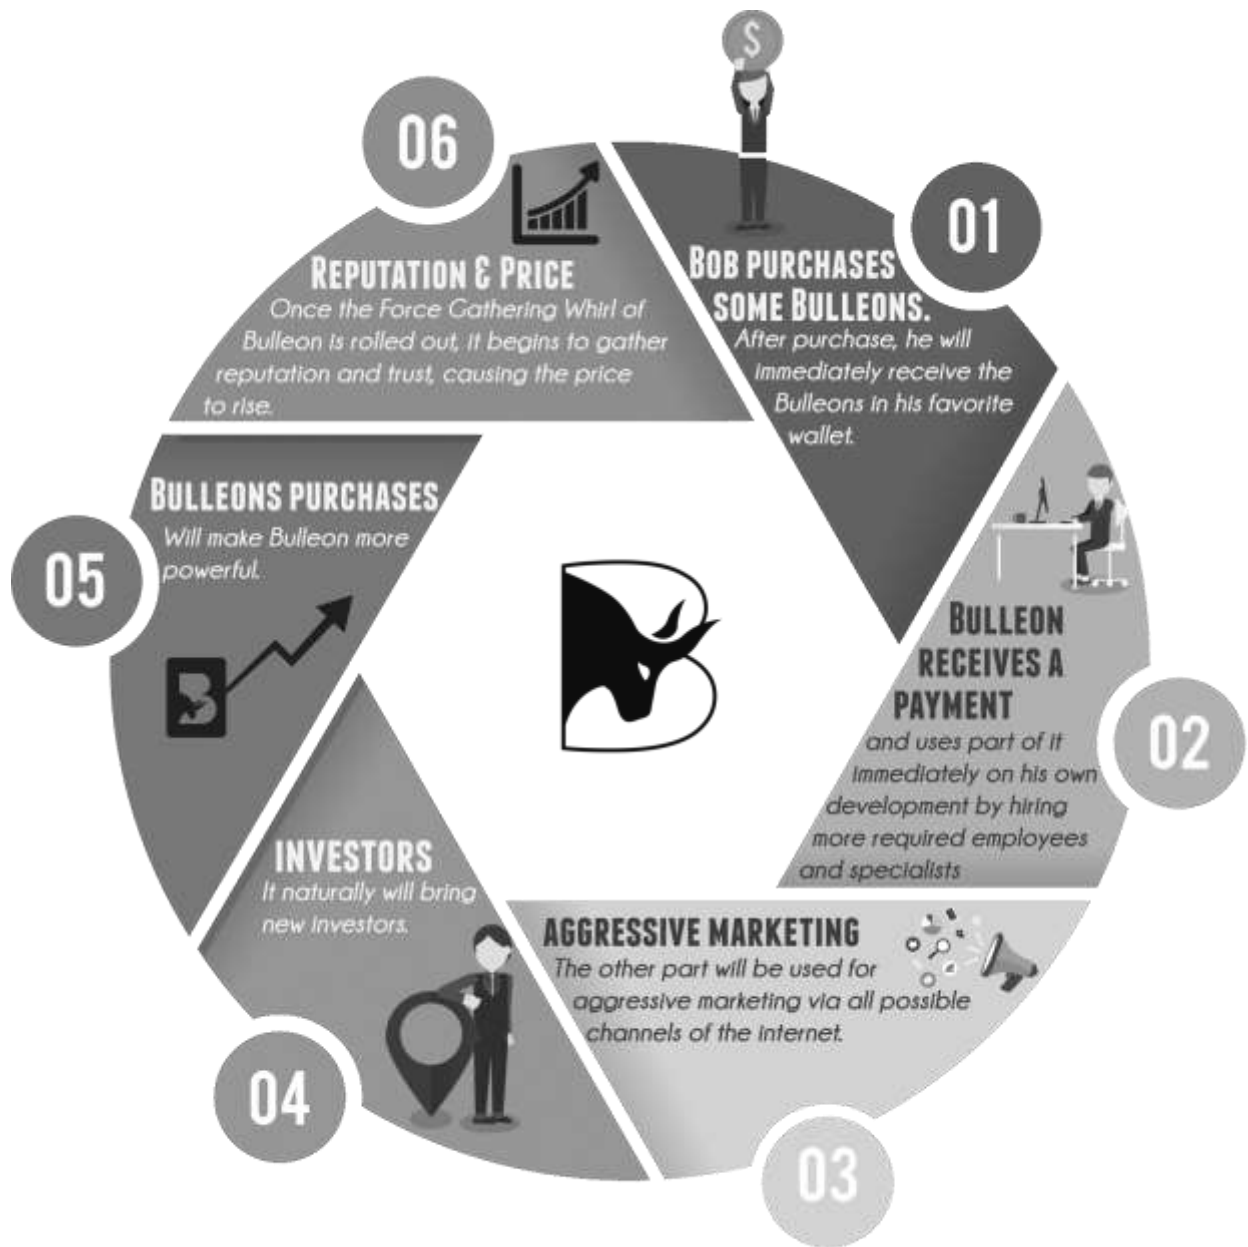 $
01
BOB PURCHASES
SOME BULLEONS.
After purchase, he will
immediately receive the
Bulleons in his favorite
wallet.
02
BULLEON
RECEIVES A
PAYMENT
and uses part of it
immediately on his own
development by hiring
more required employees
and specialists
03
AGGRESSIVE MARKETING
The other part will be used for
aggressive marketing via all possible
channels of the internet.
04
INVESTORS
It naturally will bring
new investors.
05
BULLEONS PURCHASES
Will make Bulleon more
powerful.
B
06
REPUTATION & PRICE
Once the Force Gathering Whirl of
Bulleon is rolled out, it begins to gather
reputation and trust, causing the price
to rise.
B